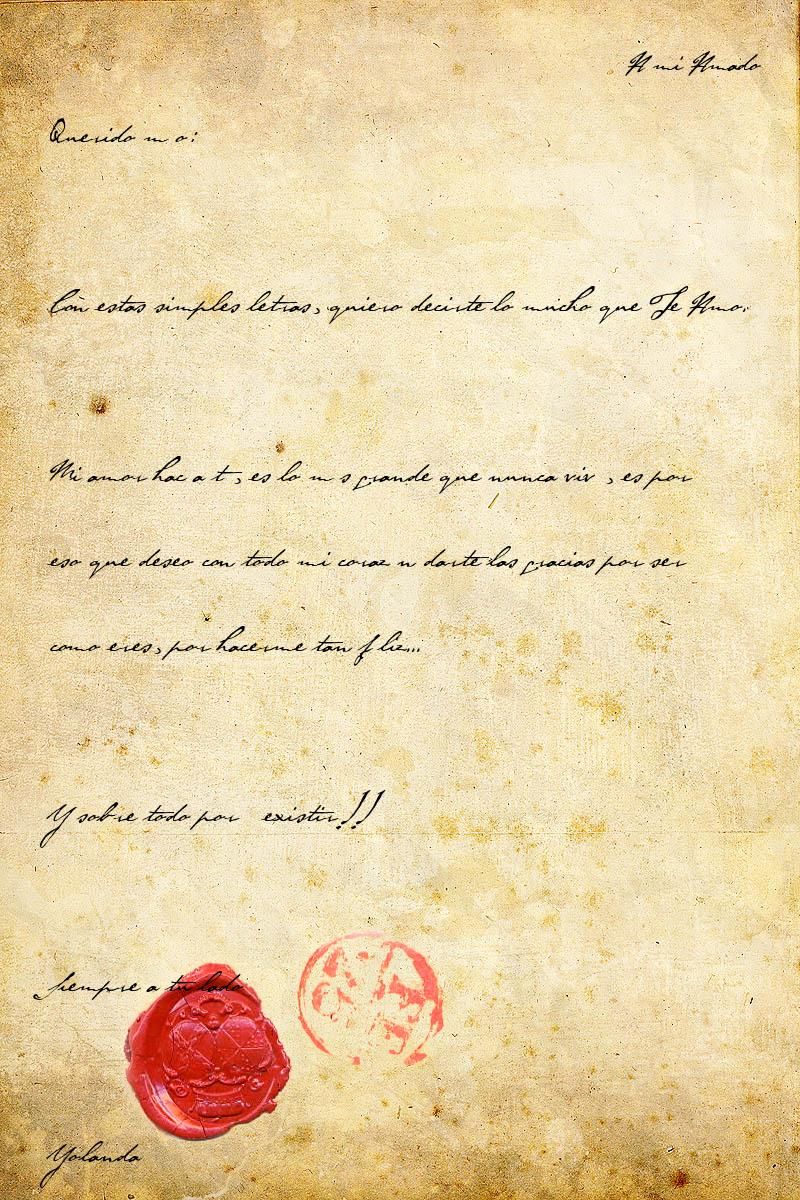 A mi Amado
Querido m o:
Con estas simples letras, quiero decirte lo mucho que Te Amo.
Mi amor hac a t , es lo m s grande que nunca viv , es por
eso que deseo con todo mi coraz n darte las gracias por ser
como eres, por hacerme tan f liz...
Y sobre todo por existir!!
Siempre a tu lado
Yolanda